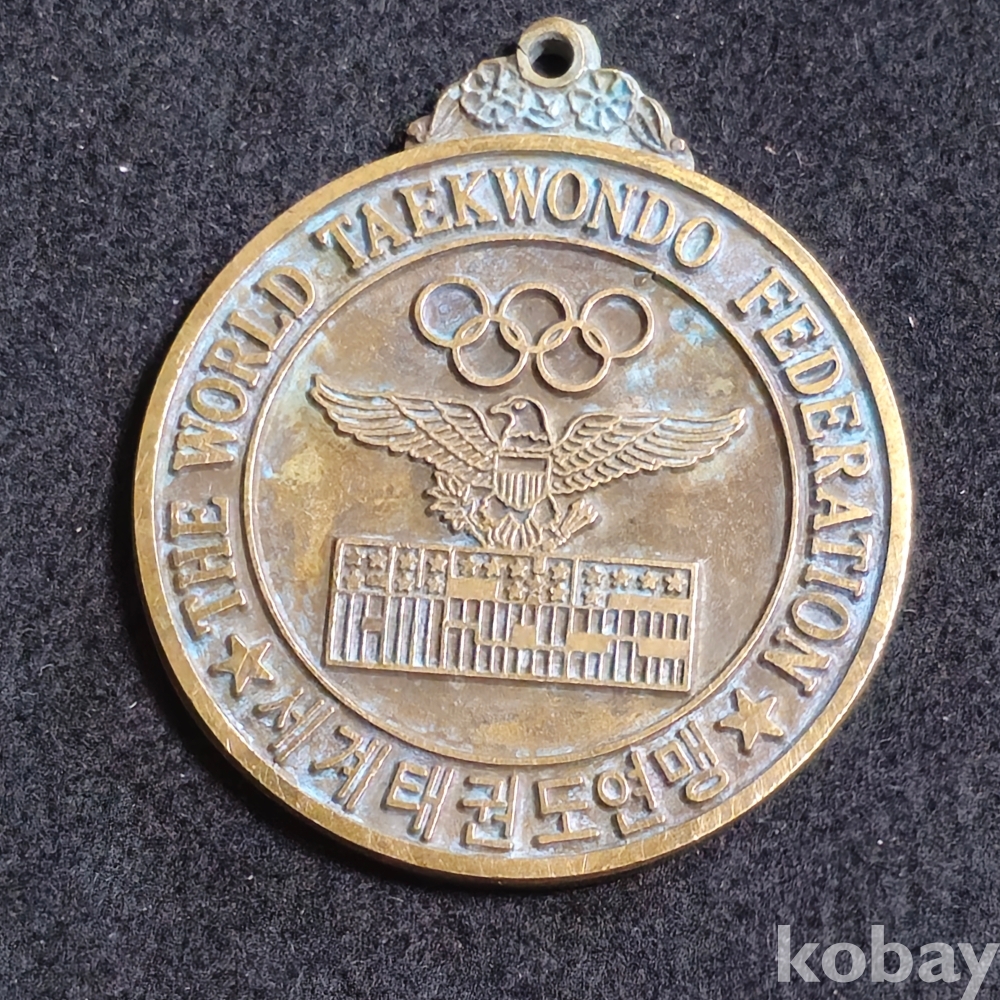 THE WORLD TAEKWONDO FEDERATION
세계태권도연맹
kobay